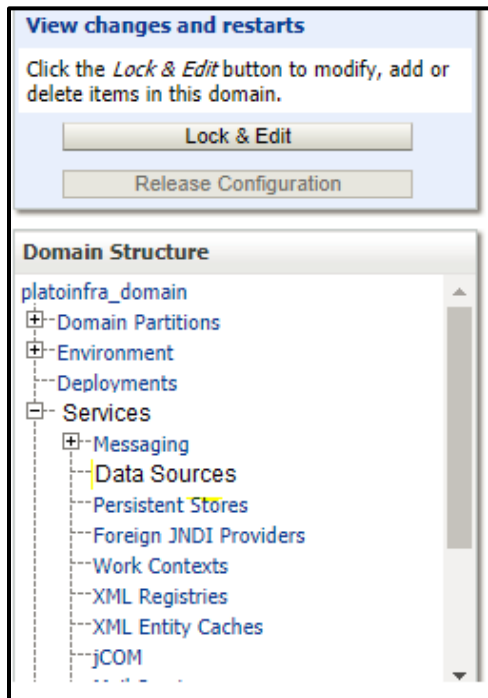 View changes and restarts
Click the Lock & Edit button to modify, add or
delete items in this domain.
Lock & Edit
Release Configuration
Domain Structure
platoinfra_domain
Domain Partitions
Environment
Deployments
Services
Messaging
Data Sources
Persistent Stores
Foreign JNDI Providers
Work Contexts
XML Registries
XML Entity Caches
jCOM